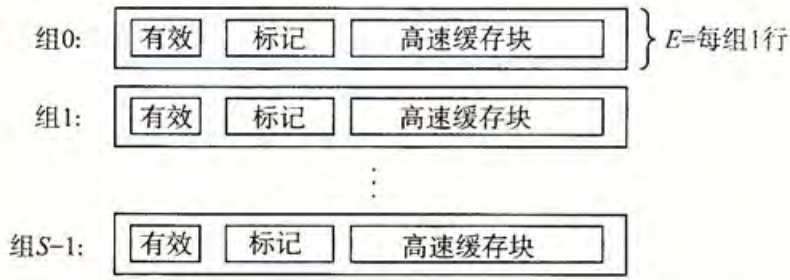 组0: 有效 标记 高速缓存块 E=每组1行
组1: 有效 标记 高速缓存块
⋮
组S-1: 有效 标记 高速缓存块